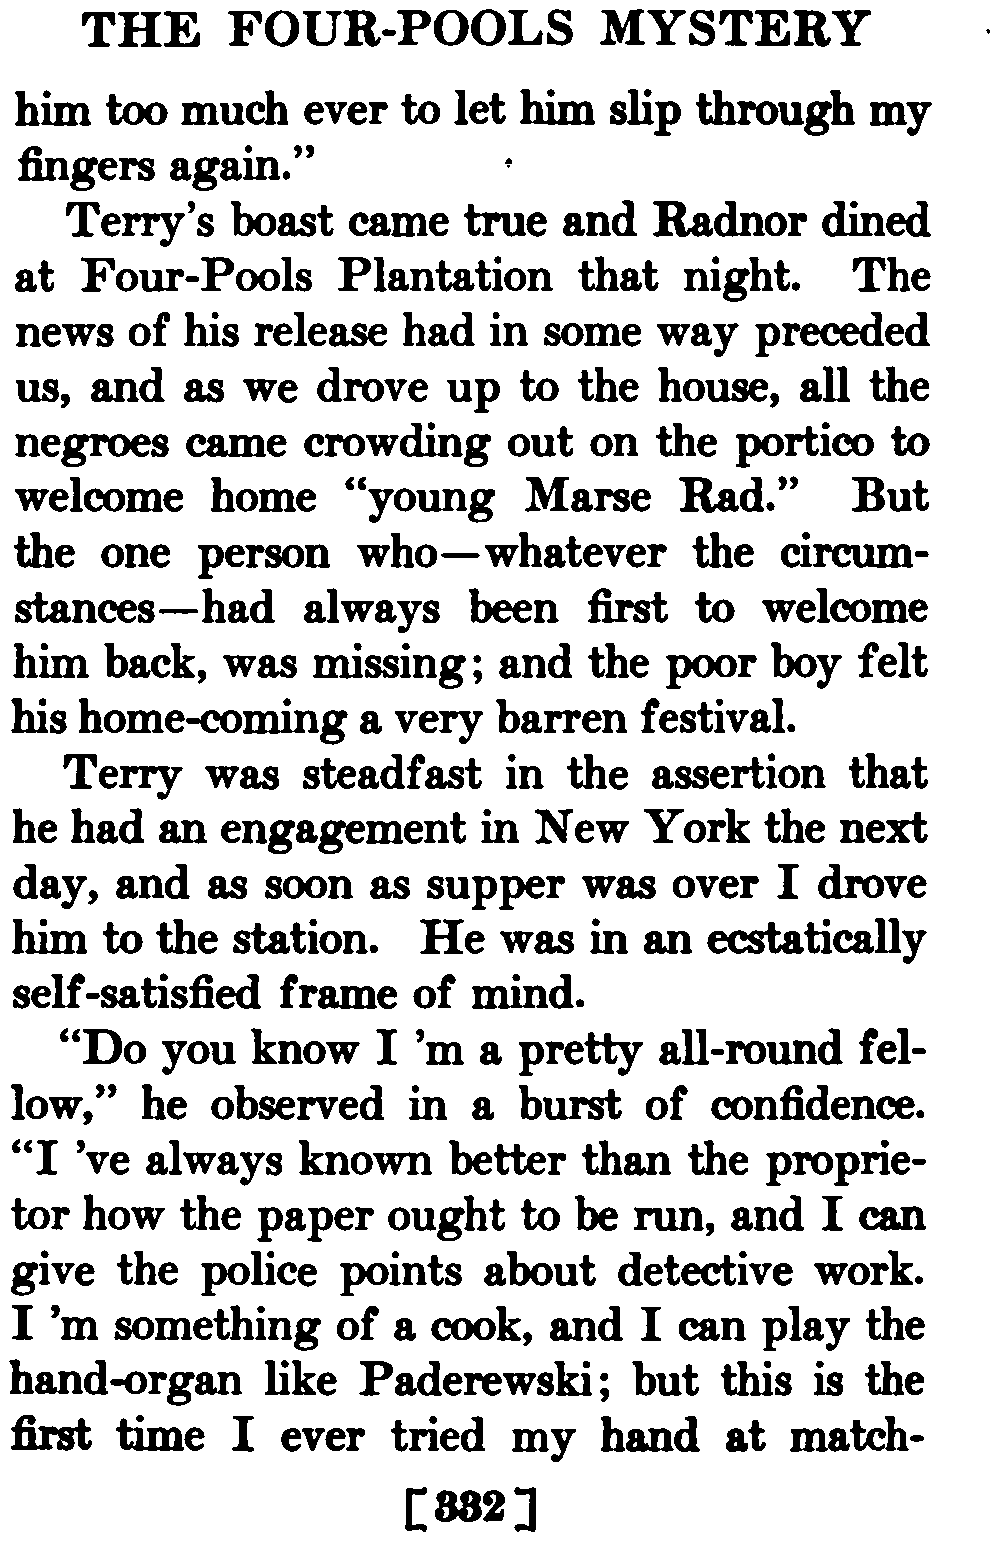 THE FOUR-POOLS MYSTERY
him too much ever to let him slip through my
fingers again.”
Terry’s boast came true and Radnor dined
at Four-Pools Plantation that night. The
news of his release had in some way preceded
us, and as we drove up to the house, all the
negroes came crowding out on the portico to
welcome home “young Marse Rad.” But
the one person who—whatever the circum-
stances—had always been first to welcome
him back, was missing; and the poor boy felt
his home-coming a very barren festival.
Terry was steadfast in the assertion that
he had an engagement in New York the next
day, and as soon as supper was over I drove
him to the station. He was in an ecstatically
self-satisfied frame of mind.
“Do you know I ’m a pretty all-round fel-
low,” he observed in a burst of confidence.
“I ’ve always known better than the proprie-
tor how the paper ought to be run, and I can
give the police points about detective work.
I ’m something of a cook, and I can play the
hand-organ like Paderewski; but this is the
first time I ever tried my hand at match-
[332]